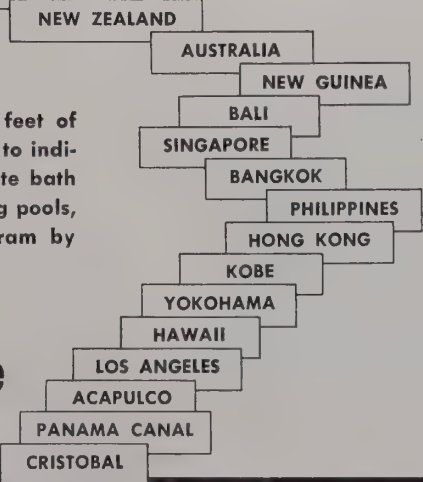 NEW ZEALAND
AUSTRALIA
NEW GUINEA
BALI
SINGAPORE
BANGKOK
PHILIPPINES
HONG KONG
KOBE
YOKOHAMA
HAWAII
LOS ANGELES
ACAPULCO
PANAMA CANAL
CRISTOBAL
feet of
to indi-
te bath
g pools,
ram by
e